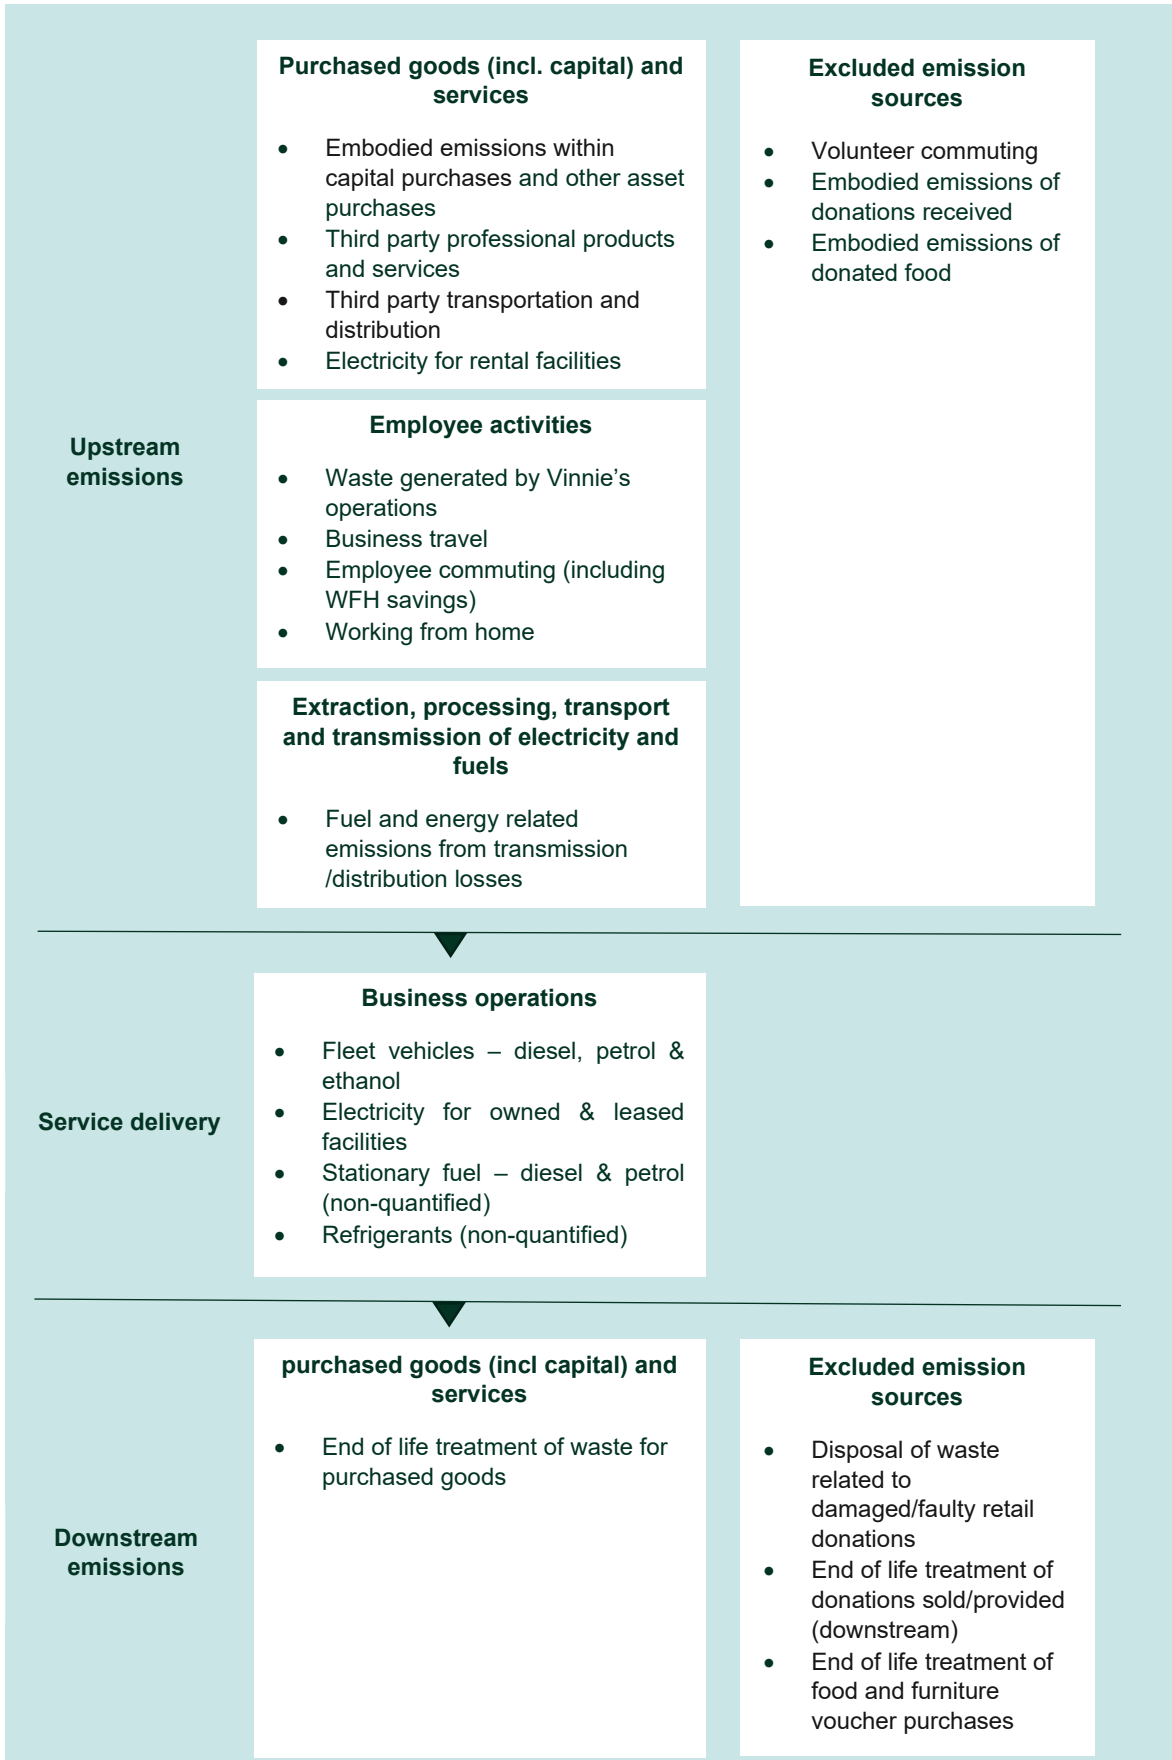 Upstream
emissions
Purchased goods (incl. capital) and
services
• Embodied emissions within
capital purchases and other asset
purchases
• Third party professional products
and services
• Third party transportation and
distribution
• Electricity for rental facilities
Employee activities
• Waste generated by Vinnie’s
operations
• Business travel
• Employee commuting (including
WFH savings)
• Working from home
Extraction, processing, transport
and transmission of electricity and
fuels
• Fuel and energy related
emissions from transmission
/distribution losses
Excluded emission
sources
• Volunteer commuting
• Embodied emissions of
donations received
• Embodied emissions of
donated food
Service delivery
Business operations
• Fleet vehicles – diesel, petrol &
ethanol
• Electricity for owned & leased
facilities
• Stationary fuel – diesel & petrol
(non-quantified)
• Refrigerants (non-quantified)
Downstream
emissions
purchased goods (incl capital) and
services
• End of life treatment of waste for
purchased goods
Excluded emission
sources
• Disposal of waste
related to
damaged/faulty retail
donations
• End of life treatment of
donations sold/provided
(downstream)
• End of life treatment of
food and furniture
voucher purchases